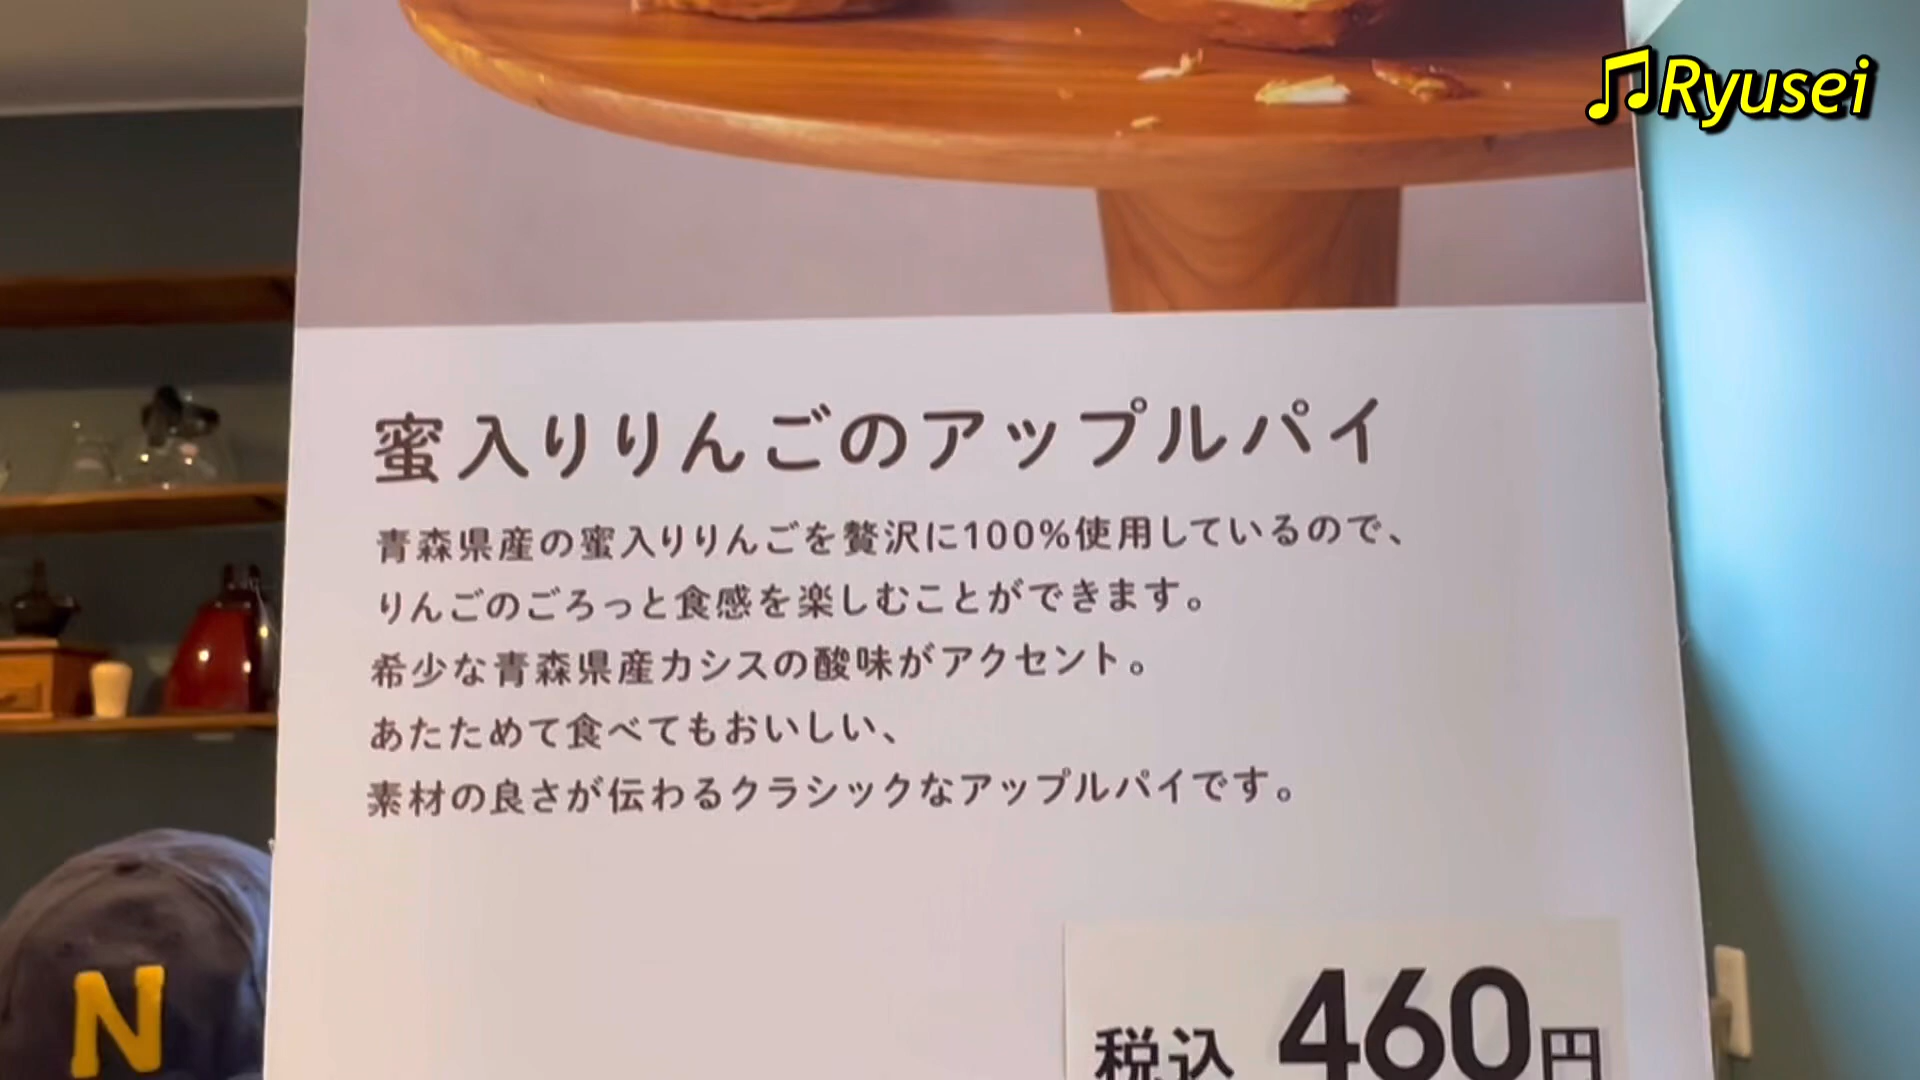 ♫Ryusei
蜜入りりんごのアップルパイ
青森県産の蜜入りりんごを贅沢に100%使用しているので、
りんごのごろっと食感を楽しむことができます。
希少な青森県産カシスの酸味がアクセント。
あたためて食べてもおいしい、
素材の良さが伝わるクラシックなアップルパイです。
N
税込 460円